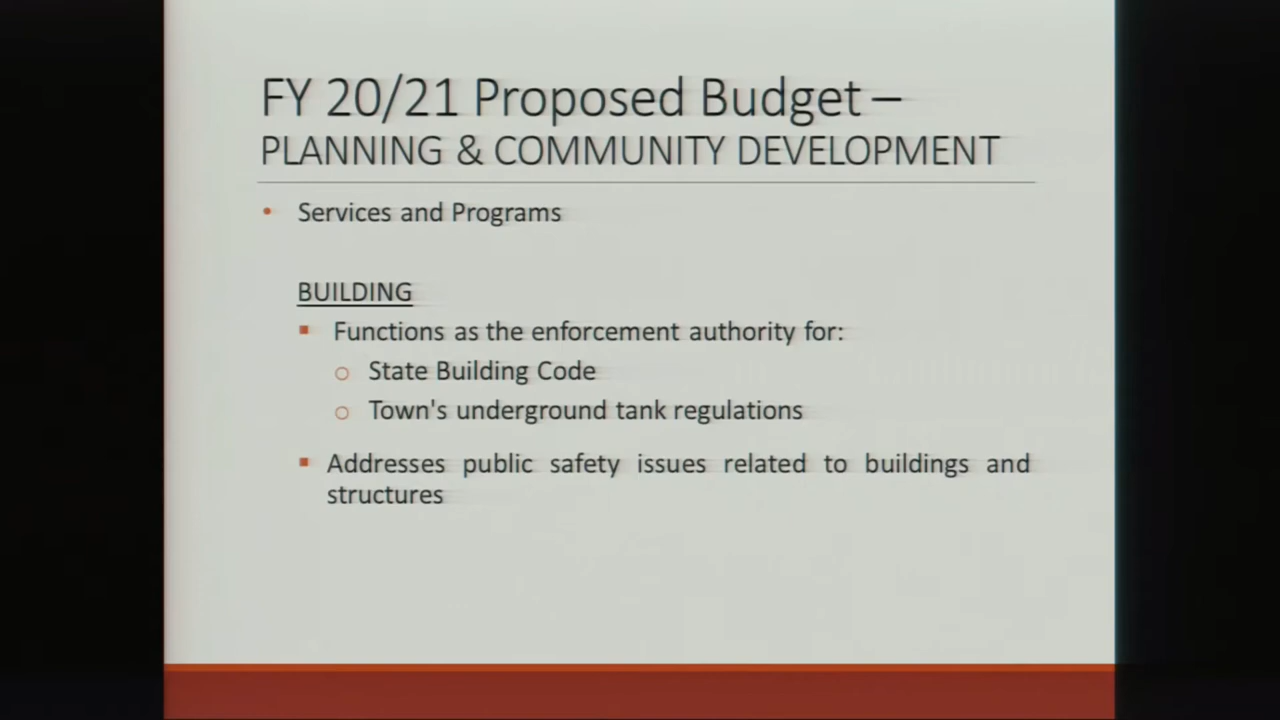 FY 20/21 Proposed Budget –
PLANNING & COMMUNITY DEVELOPMENT
• Services and Programs
BUILDING
▪ Functions as the enforcement authority for:
○ State Building Code
○ Town's underground tank regulations
▪ Addresses public safety issues related to buildings and
structures